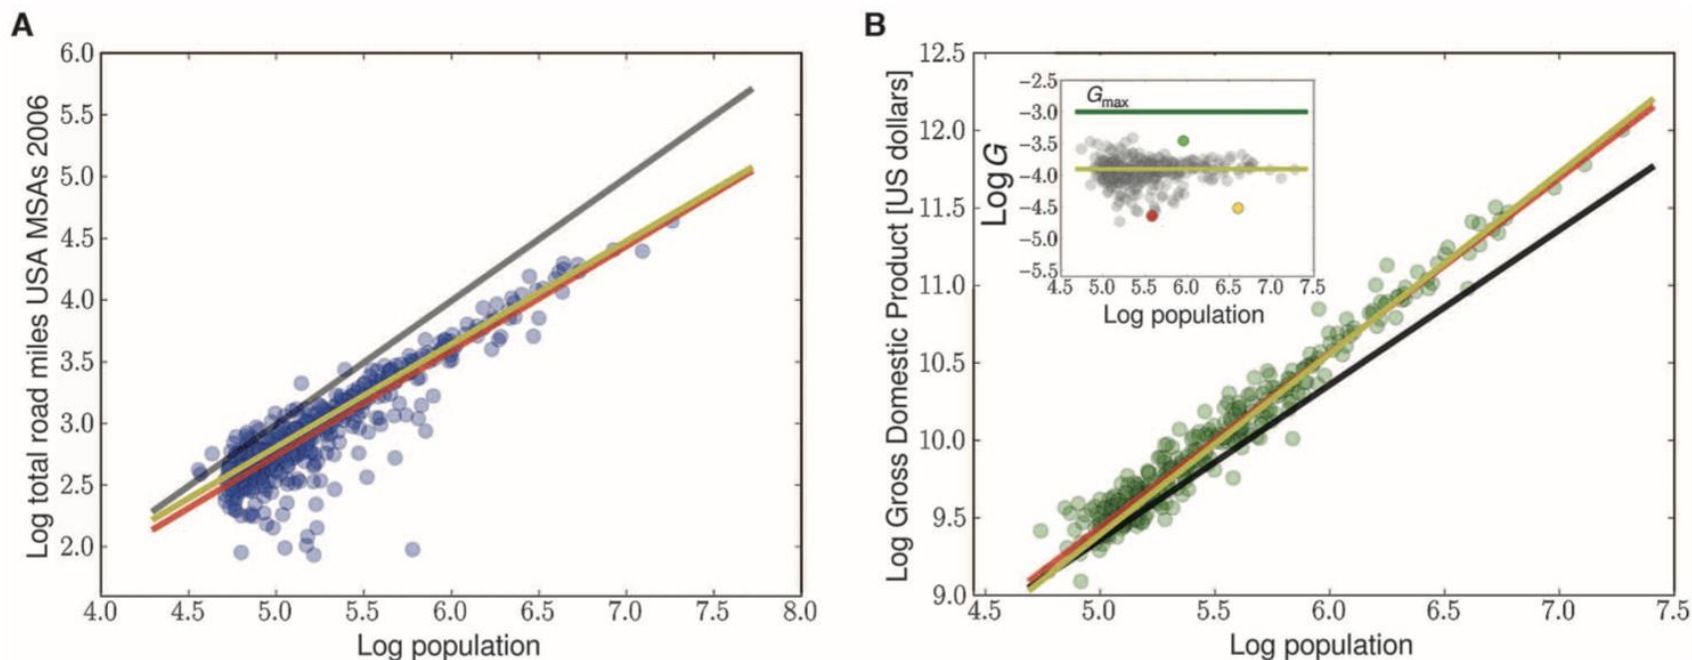 A
Log total road miles USA MSAs 2006
6.0
5.5
5.0
4.5
4.0
3.5
3.0
2.5
2.0
4.0 4.5 5.0 5.5 6.0 6.5 7.0 7.5 8.0
Log population
B
Log Gross Domestic Product [US dollars]
12.5
12.0
11.5
11.0
10.5
10.0
9.5
9.0
4.5 5.0 5.5 6.0 6.5 7.0 7.5
Log population
Log G
−2.5
−3.0
−3.5
−4.0
−4.5
−5.0
−5.5
Gmax
4.5 5.0 5.5 6.0 6.5 7.0 7.5
Log population